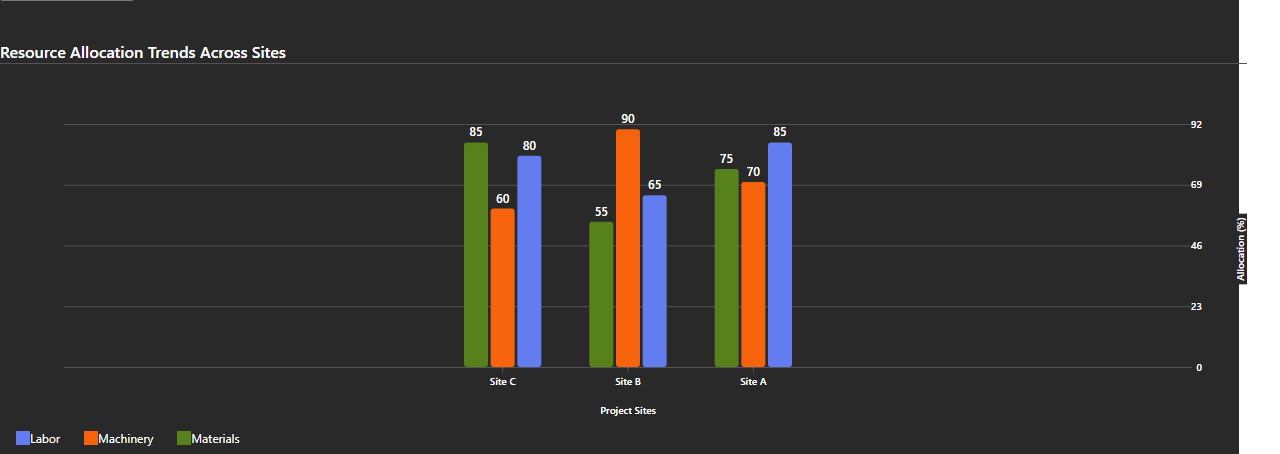 Resource Allocation Trends Across Sites
90
92
85
85
80
75
70
69
65
60
55
46
Allocation (%)
23
0
Site C
Site B
Site A
Project Sites
Labor
Machinery
Materials